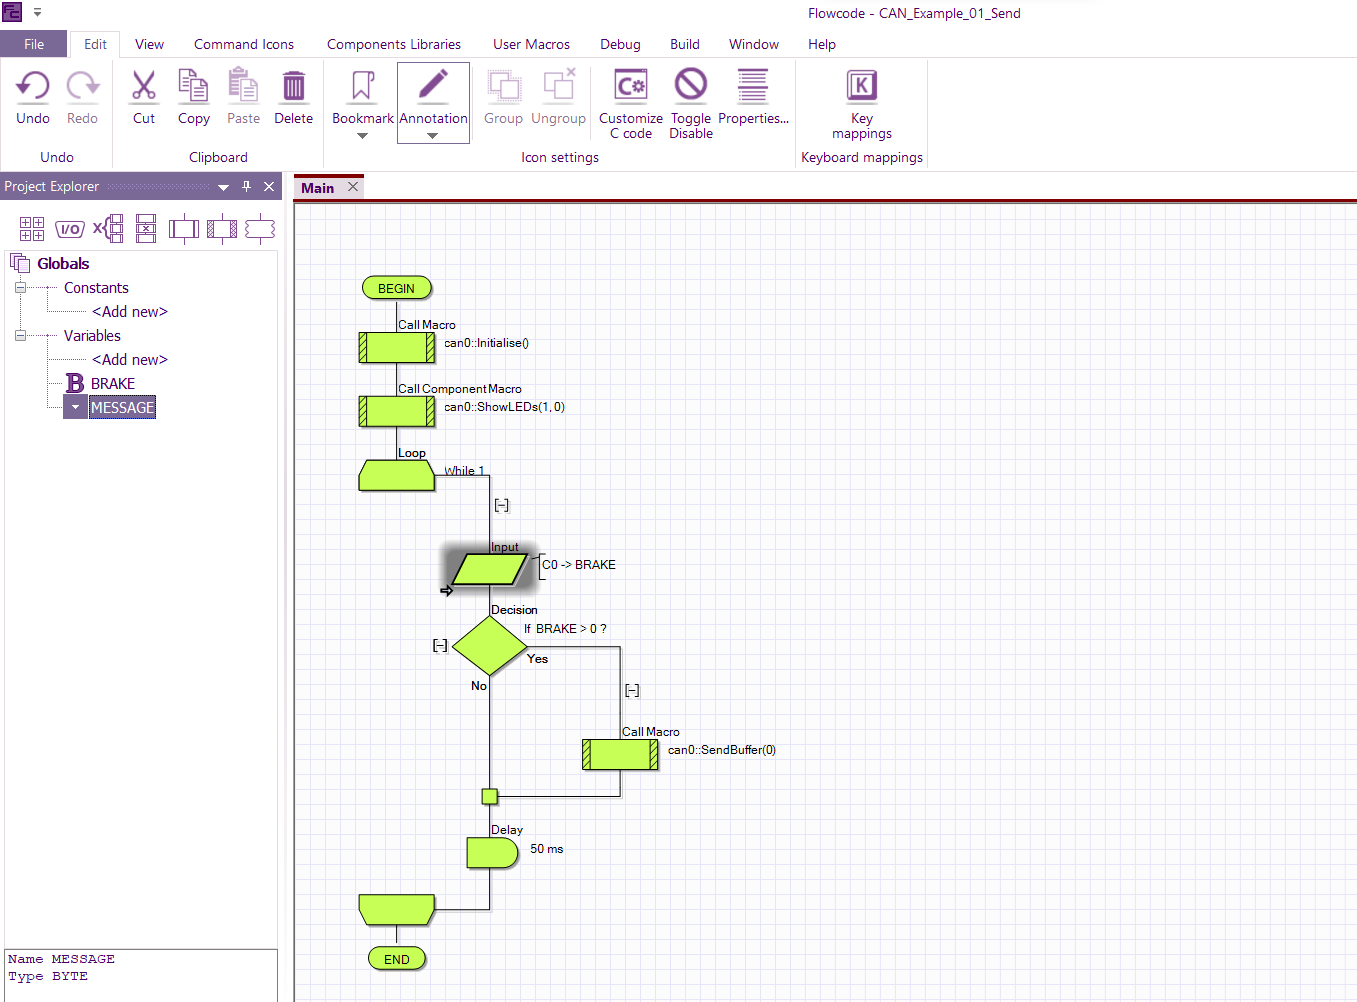 FC
Flowcode - CAN_Example_01_Send
File Edit View Command Icons Components Libraries User Macros Debug Build Window Help
Undo Redo Cut Copy Paste Delete Bookmark Annotation Group Ungroup Customize C code Toggle Disable Properties... Key mappings
Undo Clipboard Icon settings Keyboard mappings
Project Explorer
I/O
Globals
Constants
<Add new>
Variables
<Add new>
B BRAKE
MESSAGE
Name MESSAGE
Type BYTE
Main
BEGIN
Call Macro
can0::Initialise()
Call Component Macro
can0::ShowLEDs(1, 0)
Loop
While 1
[-]
Input
C0 -> BRAKE
Decision
If BRAKE > 0 ?
[-]
Yes
No
[-]
Call Macro
can0::SendBuffer(0)
Delay
50 ms
END